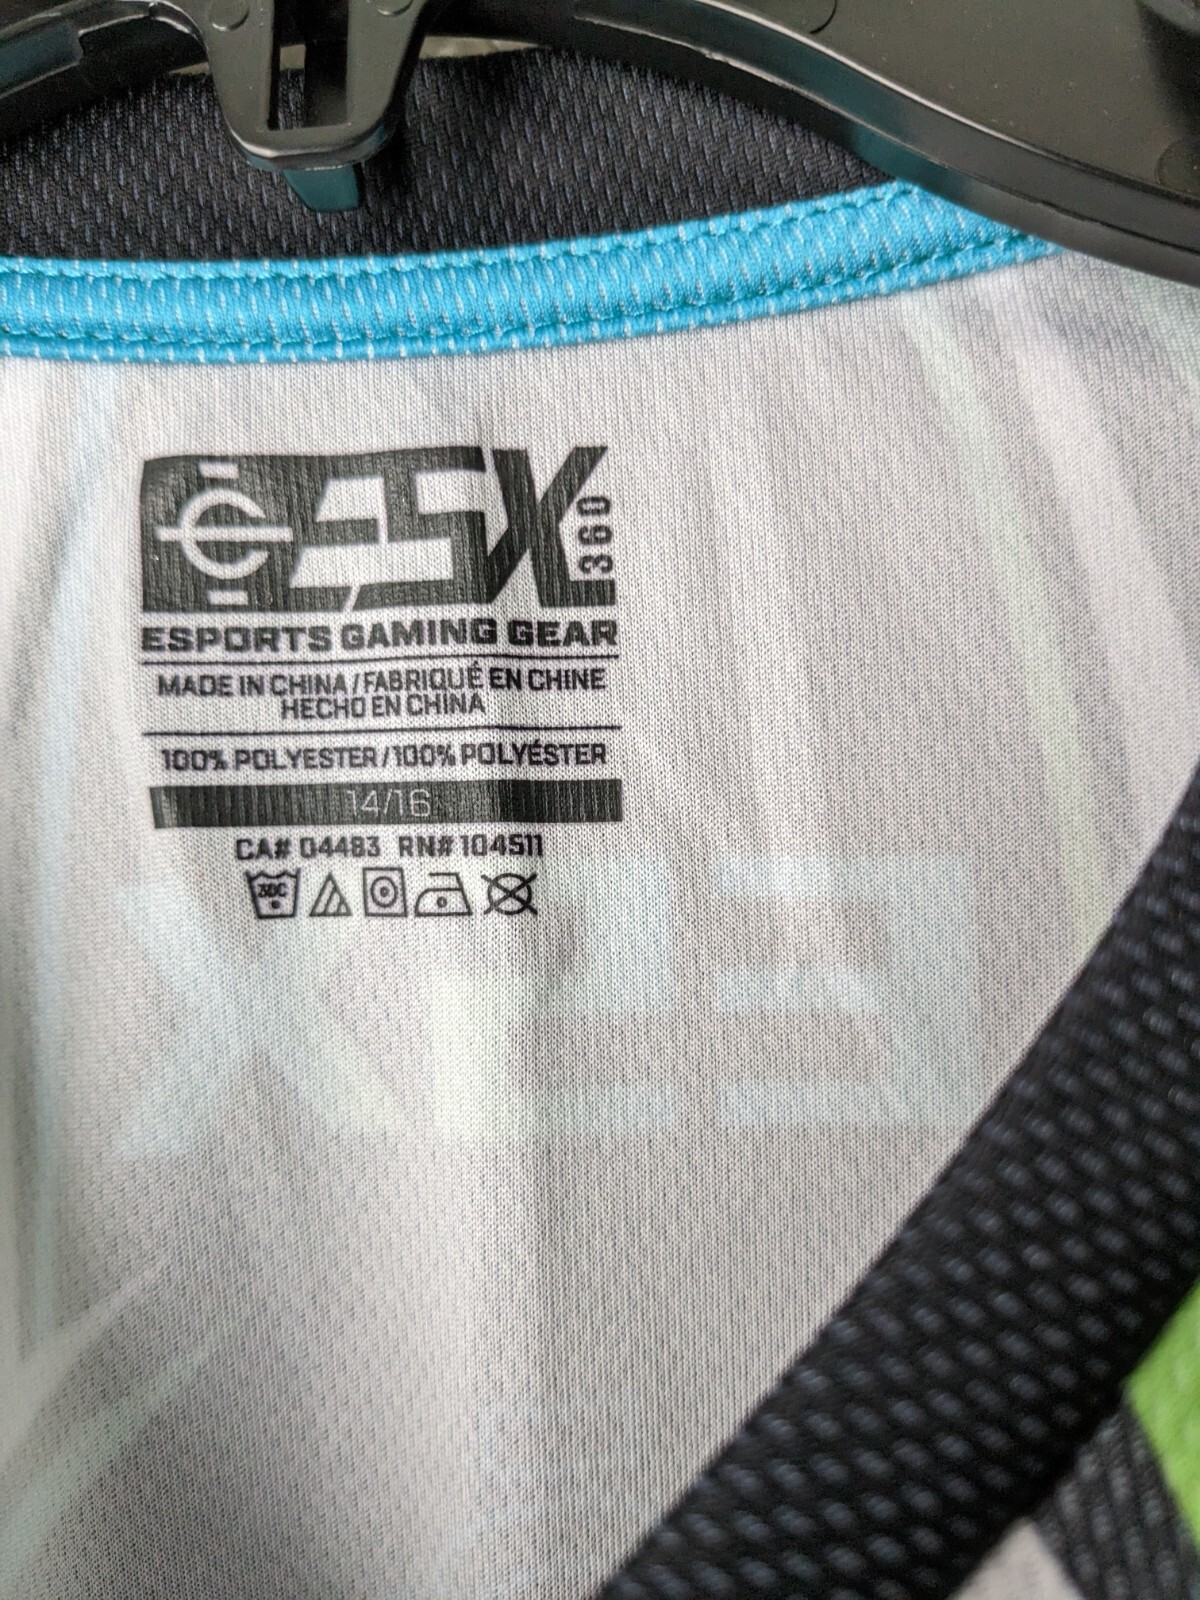 ESX
360
ESPORTS GAMING GEAR
MADE IN CHINA/FABRIQUÉ EN CHINE
HECHO EN CHINA
100% POLYESTER/100% POLYÉSTER
14/16
CA# 04483 RN# 104511
30C